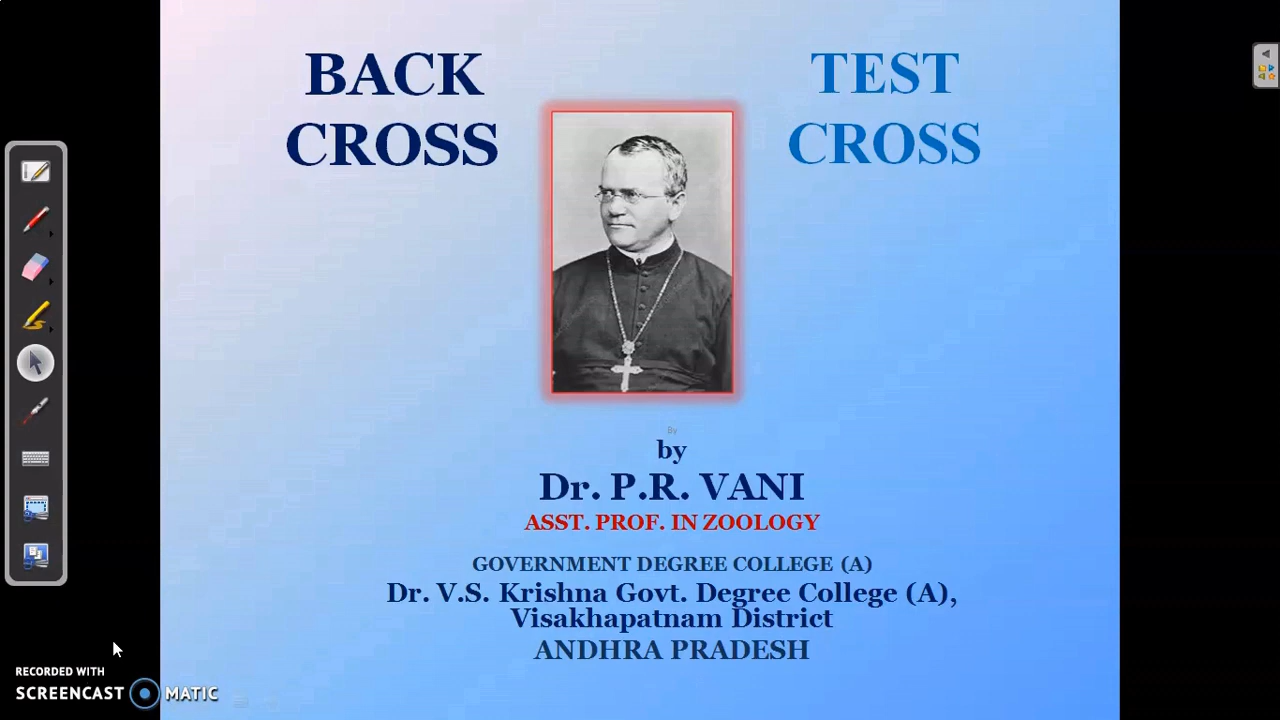 BACK
CROSS
TEST
CROSS
By
by
Dr. P.R. VANI
ASST. PROF. IN ZOOLOGY
GOVERNMENT DEGREE COLLEGE (A)
Dr. V.S. Krishna Govt. Degree College (A),
Visakhapatnam District
ANDHRA PRADESH
RECORDED WITH
SCREENCAST MATIC